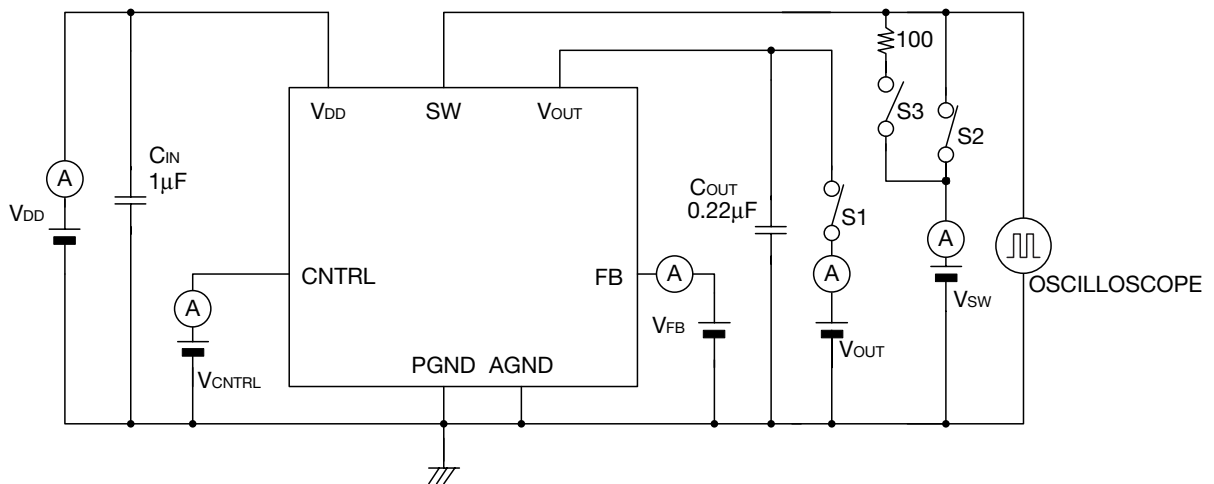 100
VDD
SW
VOUT
S3
S2
CIN
1μF
A
COUT
0.22μF
A
VDD
S1
A
CNTRL
FB
A
A
A
OSCILLOSCOPE
VSW
VFB
VOUT
PGND
AGND
VCNTRL